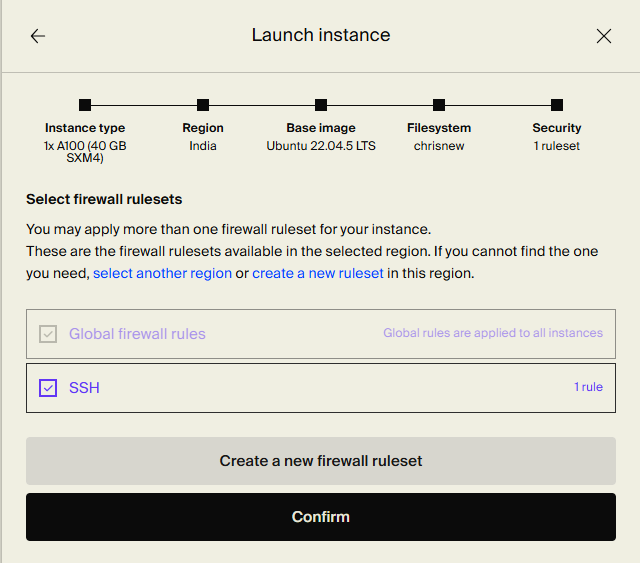 Launch instance
Instance type
1x A100 (40 GB
SXM4)
Region
India
Base image
Ubuntu 22.04.5 LTS
Filesystem
chrisnew
Security
1 ruleset
Select firewall rulesets
You may apply more than one firewall ruleset for your instance.
These are the firewall rulesets available in the selected region. If you cannot find the one
you need, select another region or create a new ruleset in this region.
Global firewall rules
Global rules are applied to all instances
SSH
1 rule
Create a new firewall ruleset
Confirm